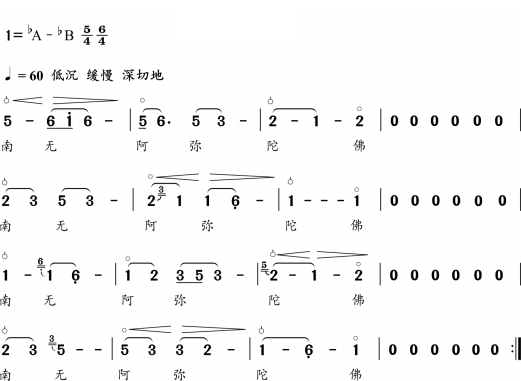 1=♭A－♭B 5/4 6/4
♩=60 低沉 缓慢 深切地
5 - 6 i 6 - | 5 6. 5 3 - | 2 - 1 - 2 | 0 0 0 0 0 0 |
南 无 阿 弥 陀 佛
2 3 5 3 - | 2 3 1 1 6 - | 1 - - - 1 | 0 0 0 0 0 0 |
南 无 阿 弥 陀 佛
1 - 6 1 6 - | 1 2 3 5 3 - | 5 2 - 1 - 2 | 0 0 0 0 0 0 |
南 无 阿 弥 陀 佛
2 3 3 5 - - | 5 3 3 2 - | 1 - 6 - 1 | 0 0 0 0 0 0 :|
南 无 阿 弥 陀 佛